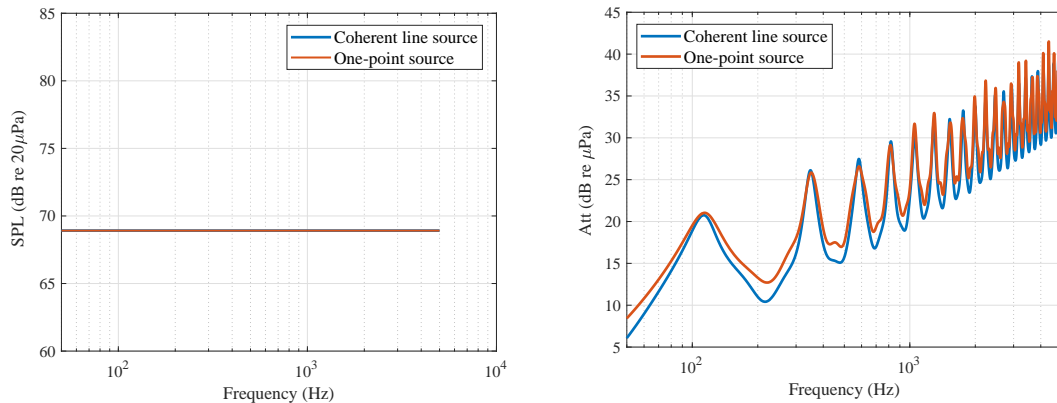 85
80
75
70
65
60
SPL (dB re 20μPa)
Coherent line source
One-point source
10^2
10^3
10^4
Frequency (Hz)
45
40
35
30
25
20
15
10
5
Att (dB re μPa)
Coherent line source
One-point source
10^2
10^3
Frequency (Hz)